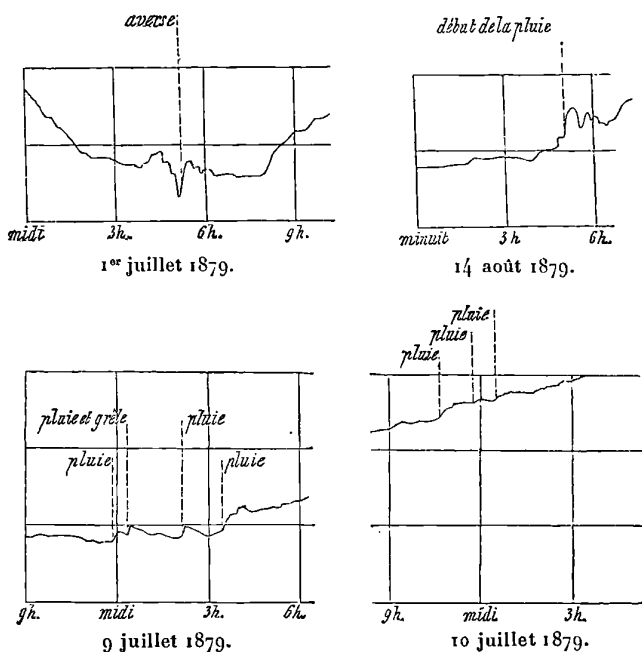 averse
midi 3h. 6h. 9h.
1er juillet 1879.
début de la pluie
minuit 3h 6h.
14 août 1879.
pluie et grêle pluie
pluie pluie
9h. midi 3h. 6h.
9 juillet 1879.
pluie
pluie
pluie
9h. midi 3h.
10 juillet 1879.